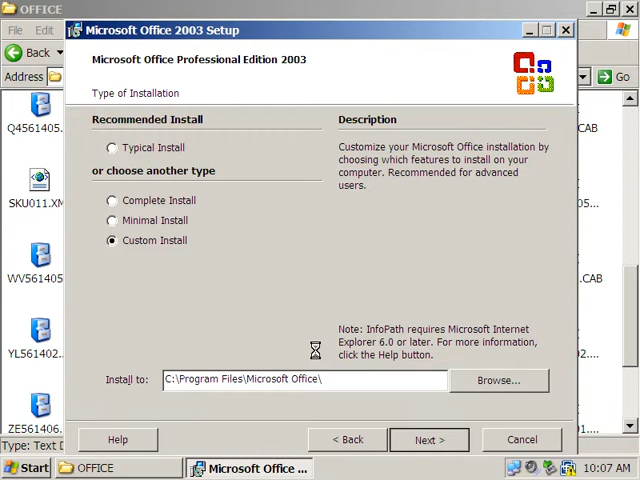 OFFICE
File Edit
Microsoft Office 2003 Setup
Back
Address
Go
Microsoft Office Professional Edition 2003
Type of Installation
Recommended Install
Typical Install
or choose another type
Complete Install
Minimal Install
Custom Install
Description
Customize your Microsoft Office installation by
choosing which features to install on your
computer. Recommended for advanced
users.
Note: InfoPath requires Microsoft Internet
Explorer 6.0 or later. For more information,
click the Help button.
Install to:
C:\Program Files\Microsoft Office\
Browse...
Help
< Back
Next >
Cancel
Q4561405
CAB
SKU011.XM
5...
WV561405
.CAB
YL561402
1...
ZE561406
01...
Type: Text D
Start
OFFICE
Microsoft Office ...
10:07 AM